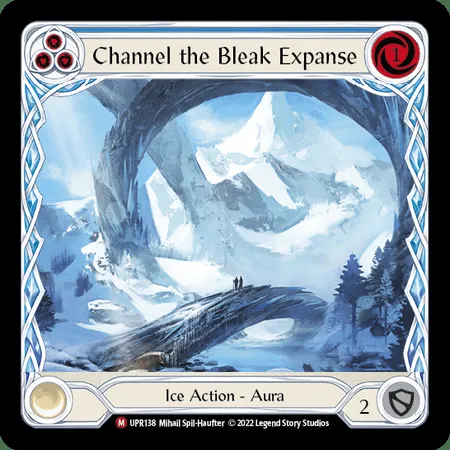 Channel the Bleak Expanse
1
Ice Action - Aura
2
M UPR138 Mihail Spil-Haufter ©2022 Legend Story Studios